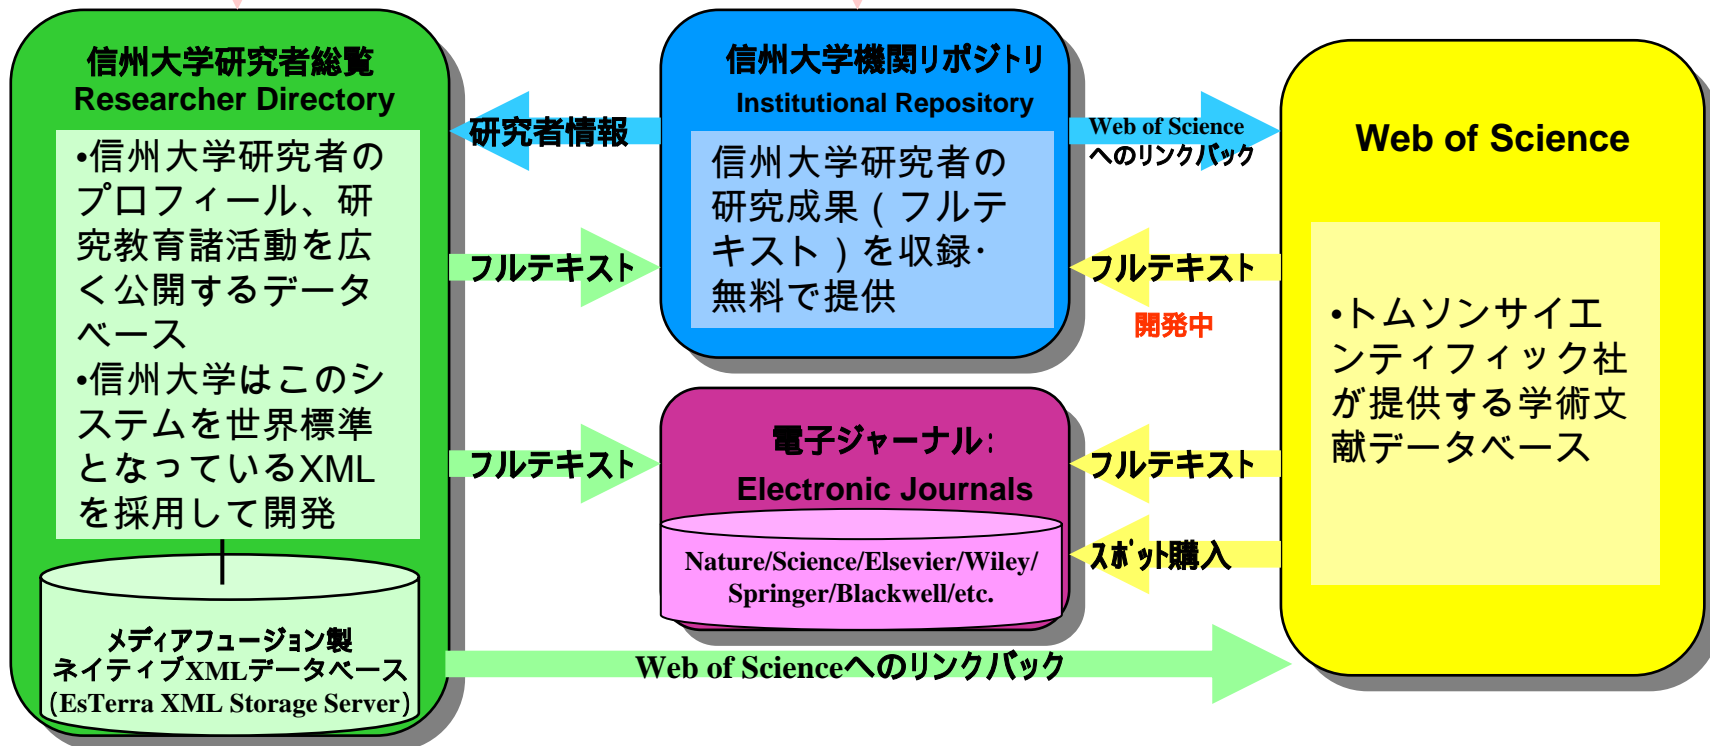 信州大学研究者総覧
Researcher Directory
•信州大学研究者の
プロフィール、研
究教育諸活動を広
く公開するデータ
ベース
•信州大学はこのシ
ステムを世界標準
となっているXML
を採用して開発
メディアフュージョン製
ネイティブXMLデータベース
(EsTerra XML Storage Server)
研究者情報
フルテキスト
フルテキスト
信州大学機関リポジトリ
Institutional Repository
信州大学研究者の
研究成果(フルテ
キスト)を収録・
無料で提供
電子ジャーナル:
Electronic Journals
Nature/Science/Elsevier/Wiley/
Springer/Blackwell/etc.
Web of Scienceへのリンクバック
Web of Science
へのリンクバック
フルテキスト
開発中
フルテキスト
スポット購入
Web of Science
•トムソンサイエ
ンティフィック社
が提供する学術文
献データベース